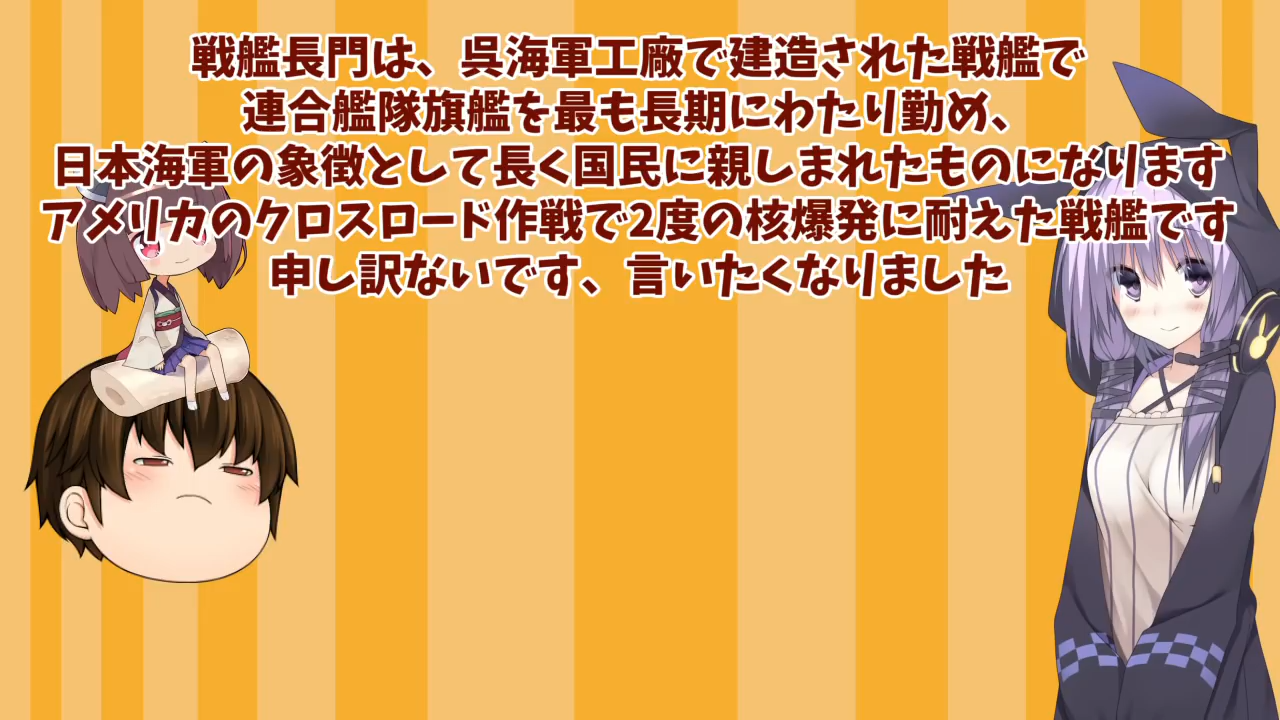 戦艦長門は、呉海軍工廠で建造された戦艦で
連合艦隊旗艦を最も長期にわたり勤め、
日本海軍の象徴として長く国民に親しまれたものになります
アメリカのクロスロード作戦で2度の核爆発に耐えた戦艦です
申し訳ないです、言いたくなりました